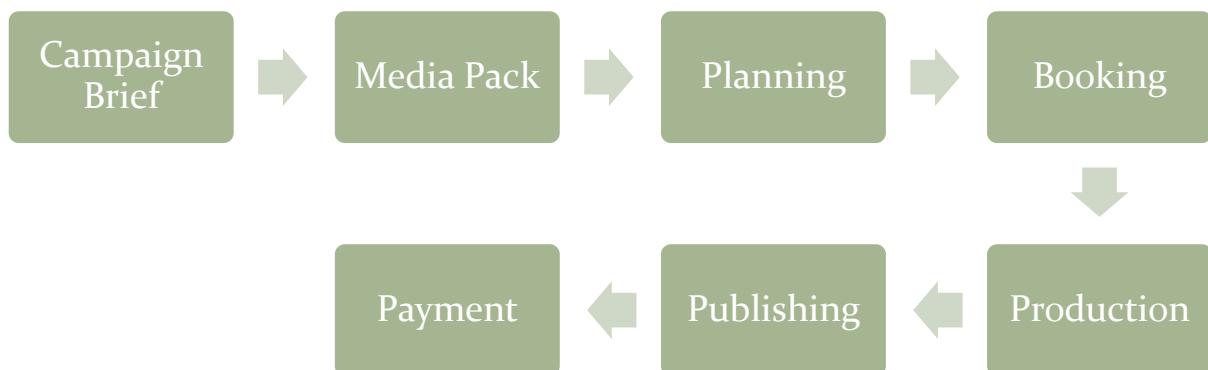 Campaign
Brief
Media Pack
Planning
Booking
Production
Publishing
Payment